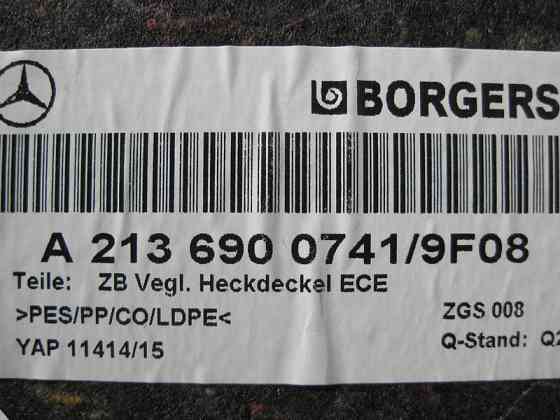 BORGERS
A 213 690 0741/9F08
Teile: ZB Vegl. Heckdeckel ECE
>PES/PP/CO/LDPE<
ZGS 008
YAP 11414/15
Q-Stand: Q2